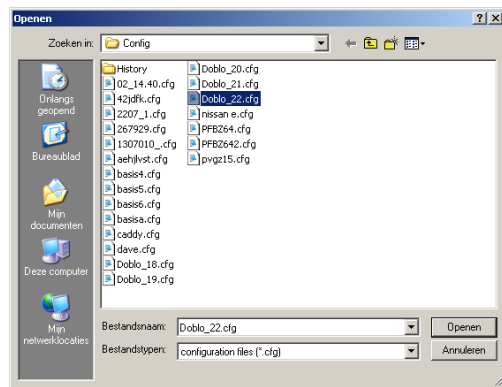 Openen
Zoeken in: Config
Onlangs
geopend
Bureaublad
Mijn
documenten
Deze computer
Mijn
netwerklocaties
History
02_14.40.cfg
42jdfk.cfg
2207_1.cfg
267929.cfg
1307010_.cfg
aehjlvst.cfg
basis4.cfg
basis5.cfg
basis6.cfg
basisa.cfg
caddy.cfg
dave.cfg
Doblo_18.cfg
Doblo_19.cfg
Doblo_20.cfg
Doblo_21.cfg
Doblo_22.cfg
nissan e.cfg
PFBZ64.cfg
PFBZ642.cfg
pvgz15.cfg
Bestandsnaam: Doblo_22.cfg Openen
Bestandstypen: configuration files (*.cfg) Annuleren